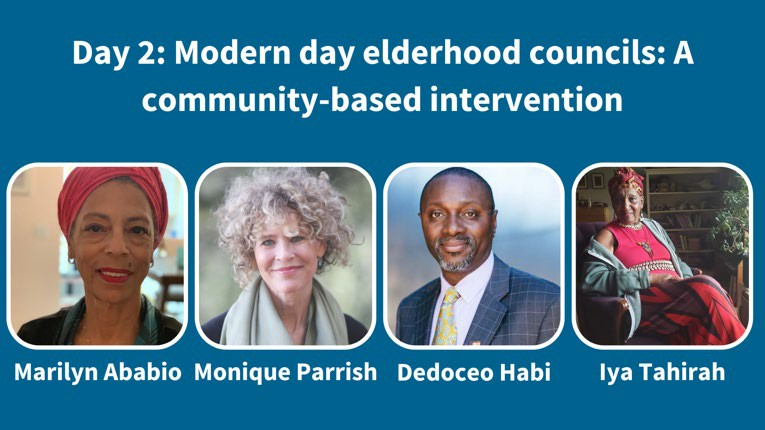 Day 2: Modern day elderhood councils: A
community-based intervention
Marilyn Ababio
Monique Parrish
Dedoceo Habi
Iya Tahirah